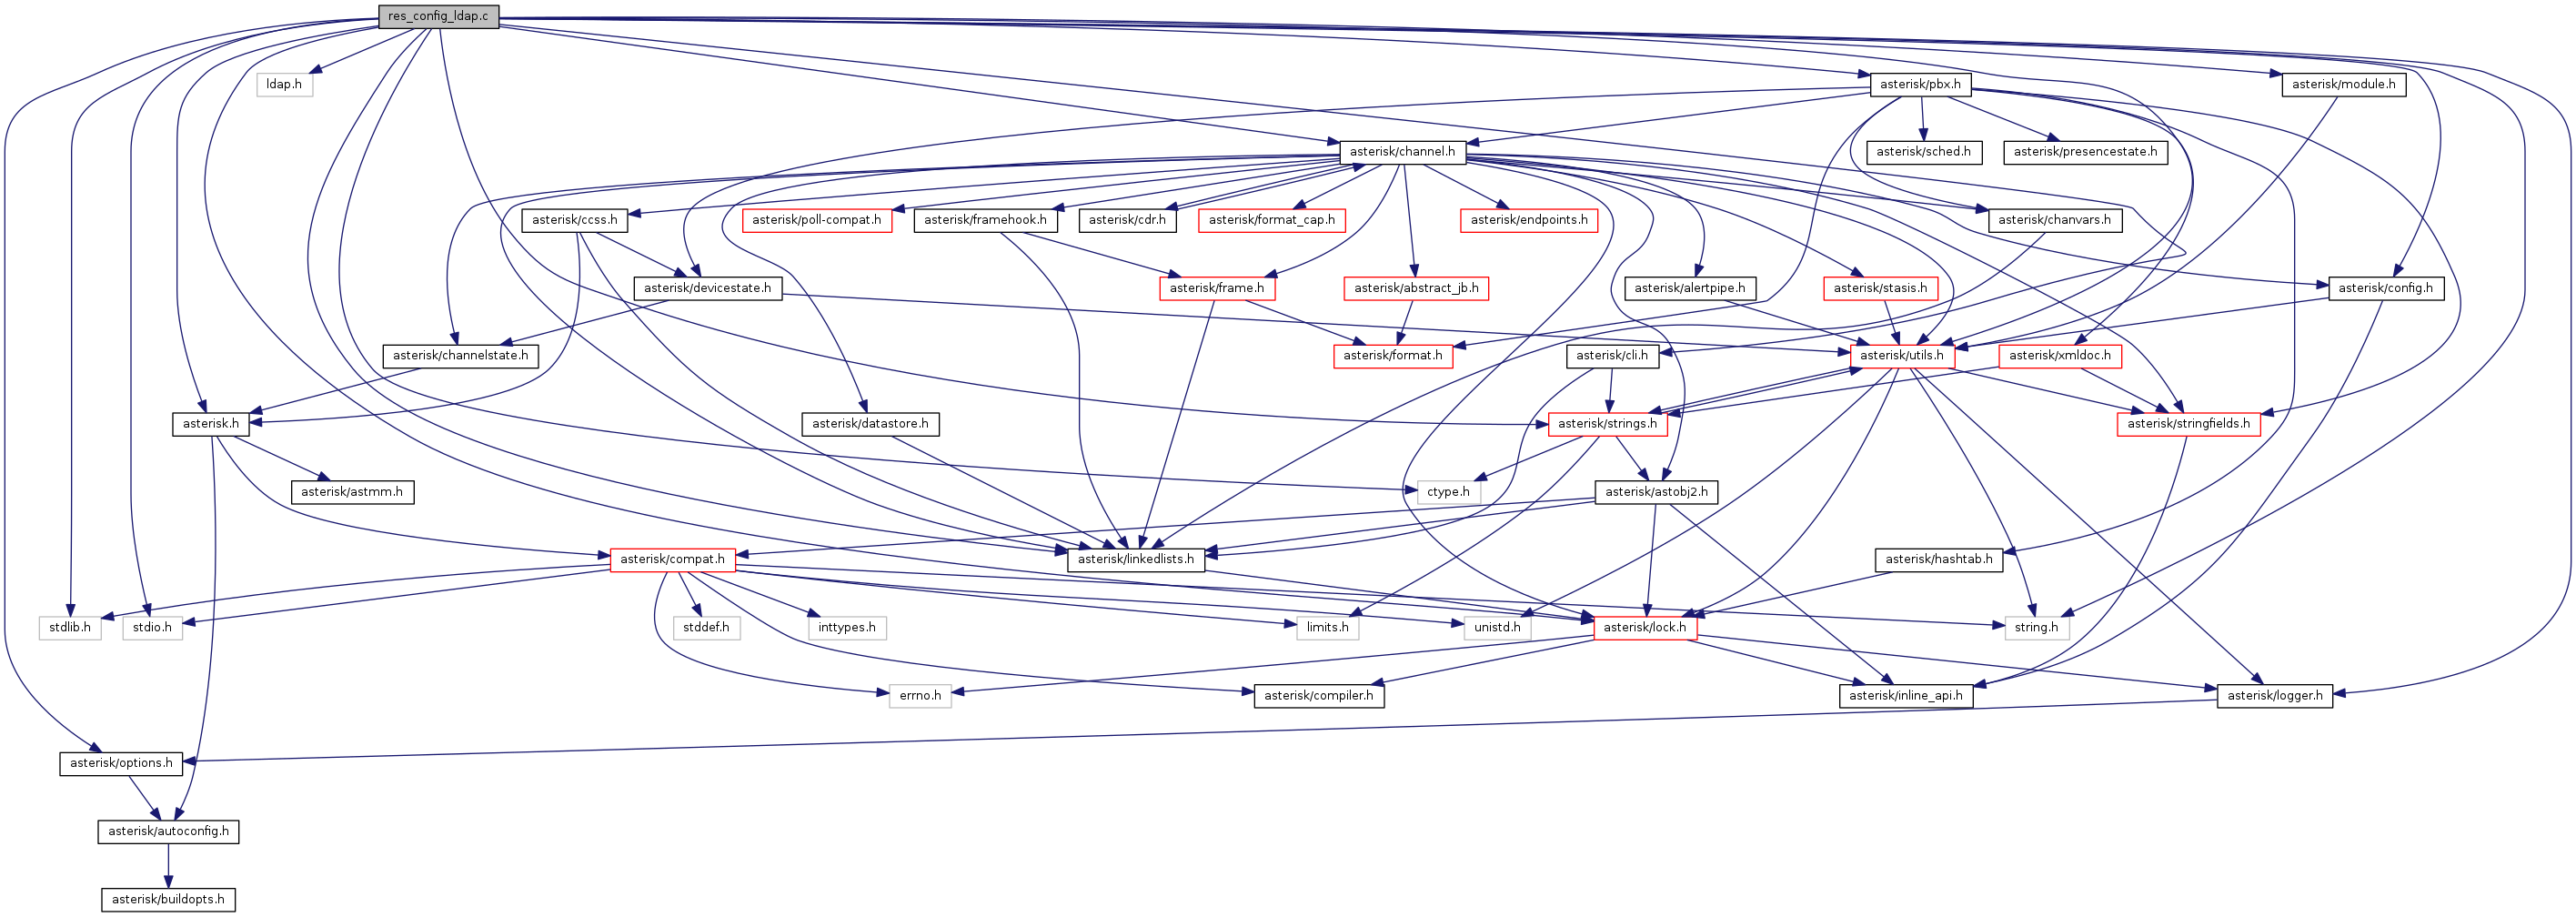 res_config_ldap.c
ldap.h
asterisk/pbx.h
asterisk/module.h
asterisk/channel.h
asterisk/sched.h
asterisk/presencestate.h
asterisk/ccss.h
asterisk/poll-compat.h
asterisk/framehook.h
asterisk/cdr.h
asterisk/format_cap.h
asterisk/endpoints.h
asterisk/chanvars.h
asterisk/devicestate.h
asterisk/frame.h
asterisk/abstract_jb.h
asterisk/alertpipe.h
asterisk/stasis.h
asterisk/config.h
asterisk/channelstate.h
asterisk/format.h
asterisk/cli.h
asterisk/utils.h
asterisk/xmldoc.h
asterisk.h
asterisk/datastore.h
asterisk/strings.h
asterisk/stringfields.h
asterisk/astmm.h
ctype.h
asterisk/astobj2.h
asterisk/compat.h
asterisk/linkedlists.h
asterisk/hashtab.h
stdlib.h
stdio.h
stddef.h
inttypes.h
limits.h
unistd.h
asterisk/lock.h
string.h
errno.h
asterisk/compiler.h
asterisk/inline_api.h
asterisk/logger.h
asterisk/options.h
asterisk/autoconfig.h
asterisk/buildopts.h